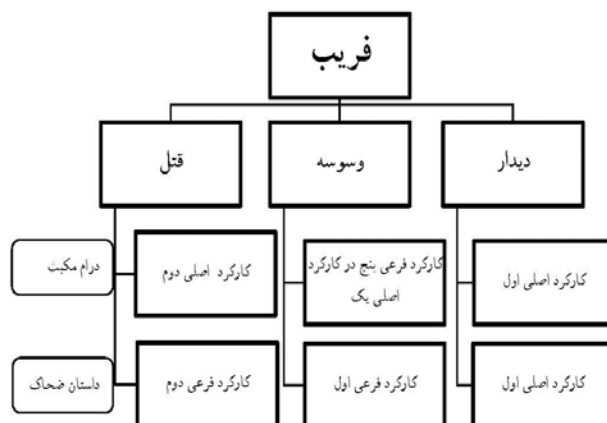 فریب
دیدار
وسوسه
قتل
کارکرد اصلی اول
کارکرد فرعی پنج در کارکرد
اصلی یک
کارکرد اصلی دوم
درام مکبث
کارکرد اصلی اول
کارکرد فرعی اول
کارکرد فرعی دوم
داستان ضحاک